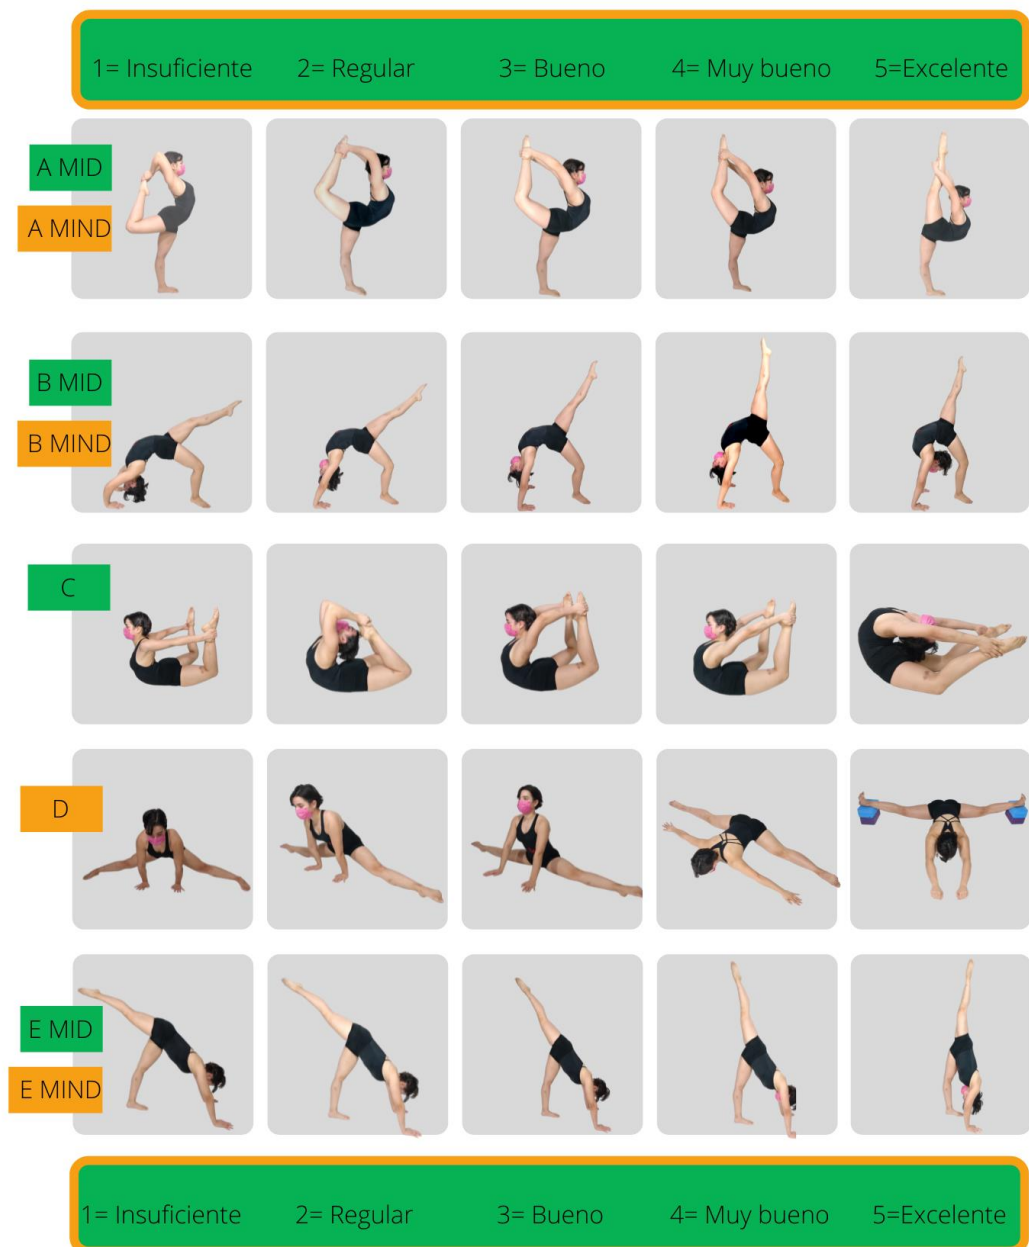 1= Insuficiente 2= Regular 3= Bueno 4= Muy bueno 5=Excelente
A MID
A MIND
B MID
B MIND
C
D
E MID
E MIND
1= Insuficiente 2= Regular 3= Bueno 4= Muy bueno 5=Excelente